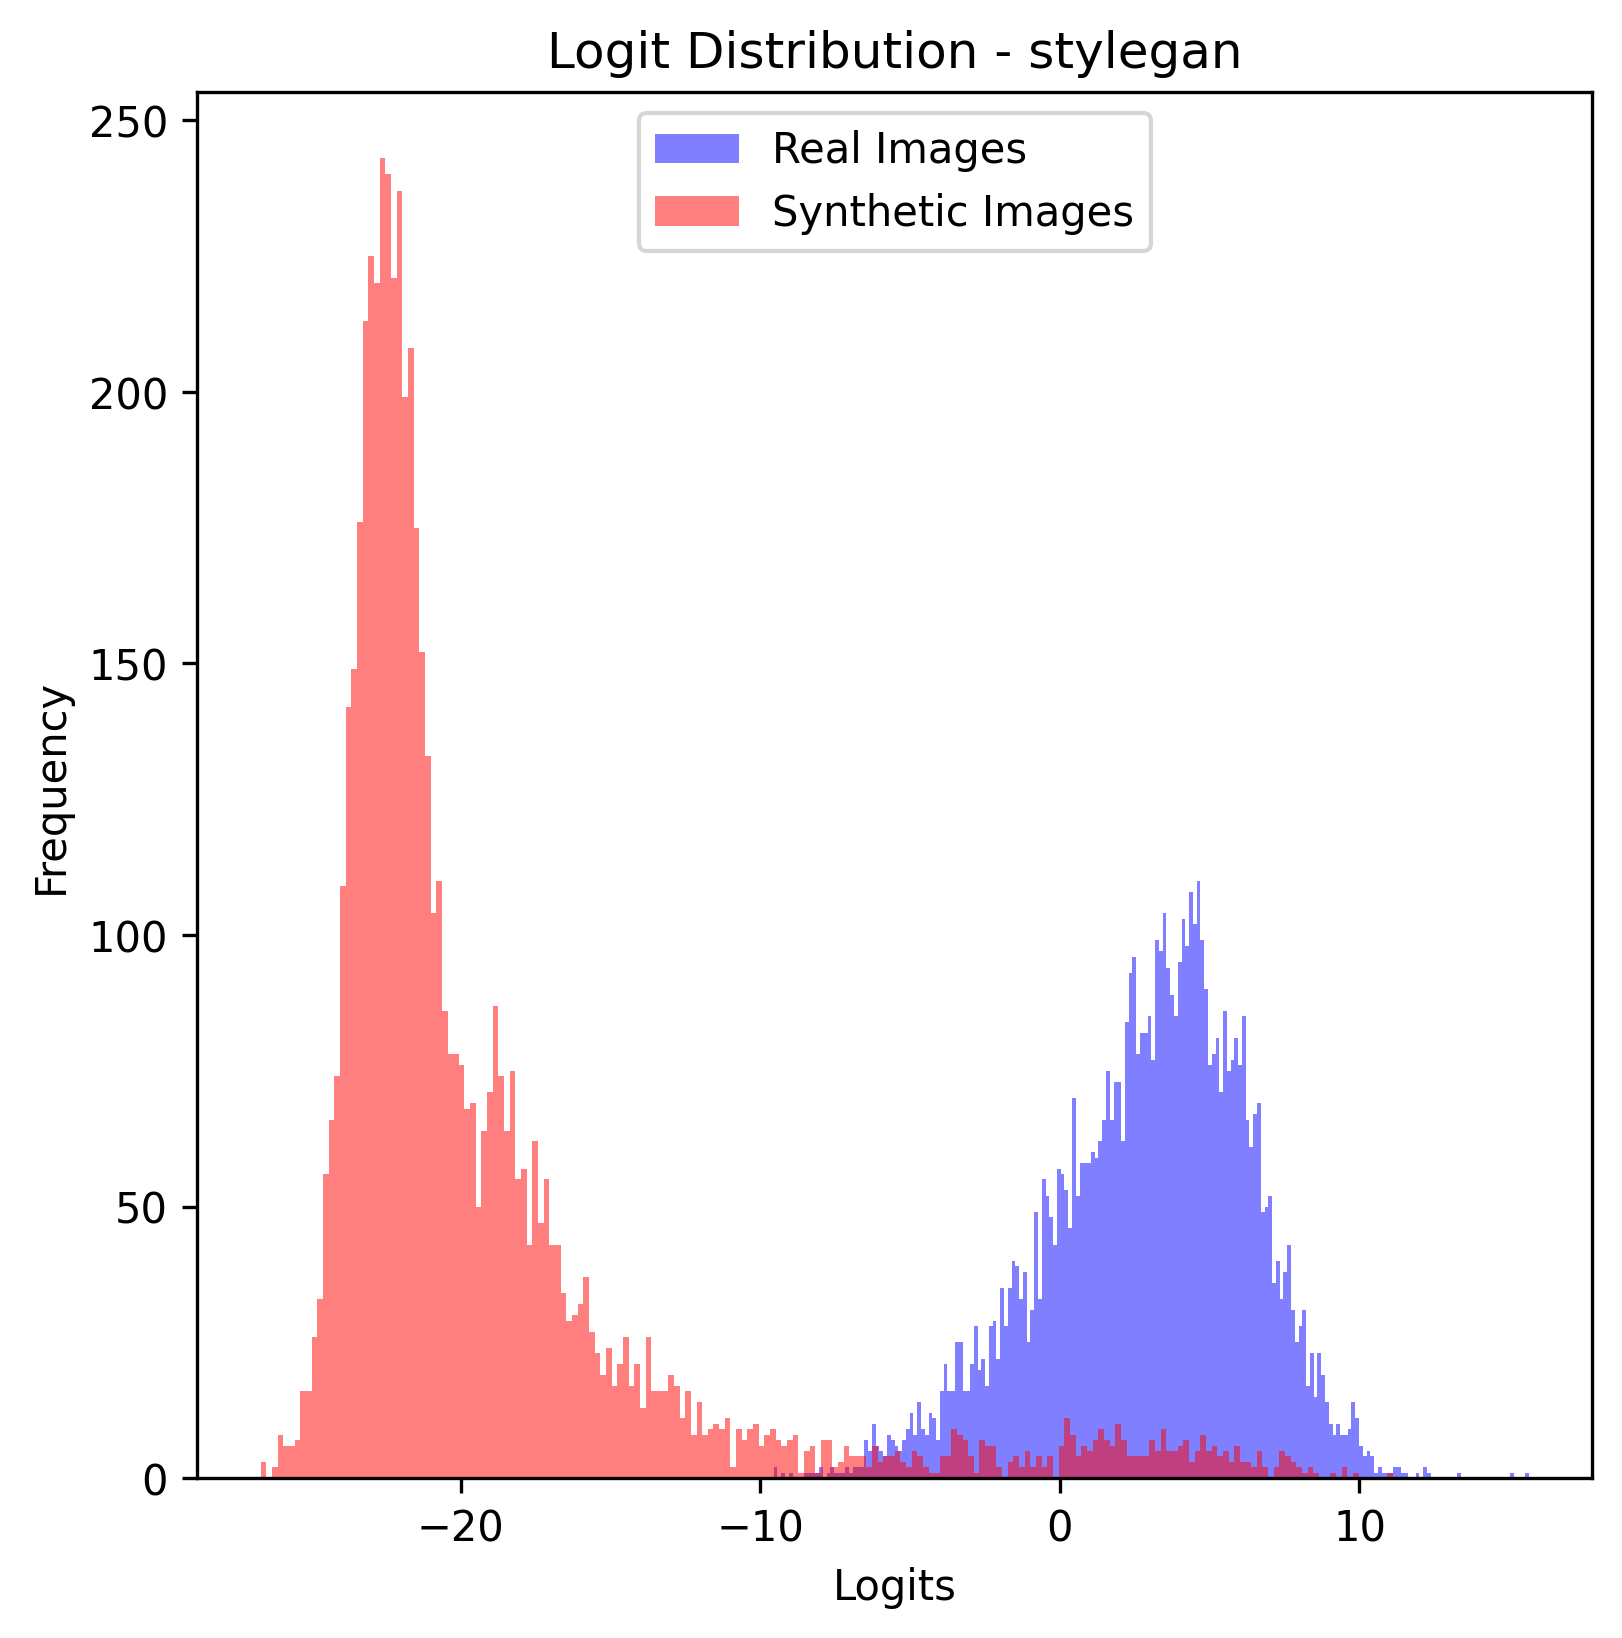 Logit Distribution - stylegan
Real Images
Synthetic Images
250
200
150
100
50
0
Frequency
−20
−10
0
10
Logits